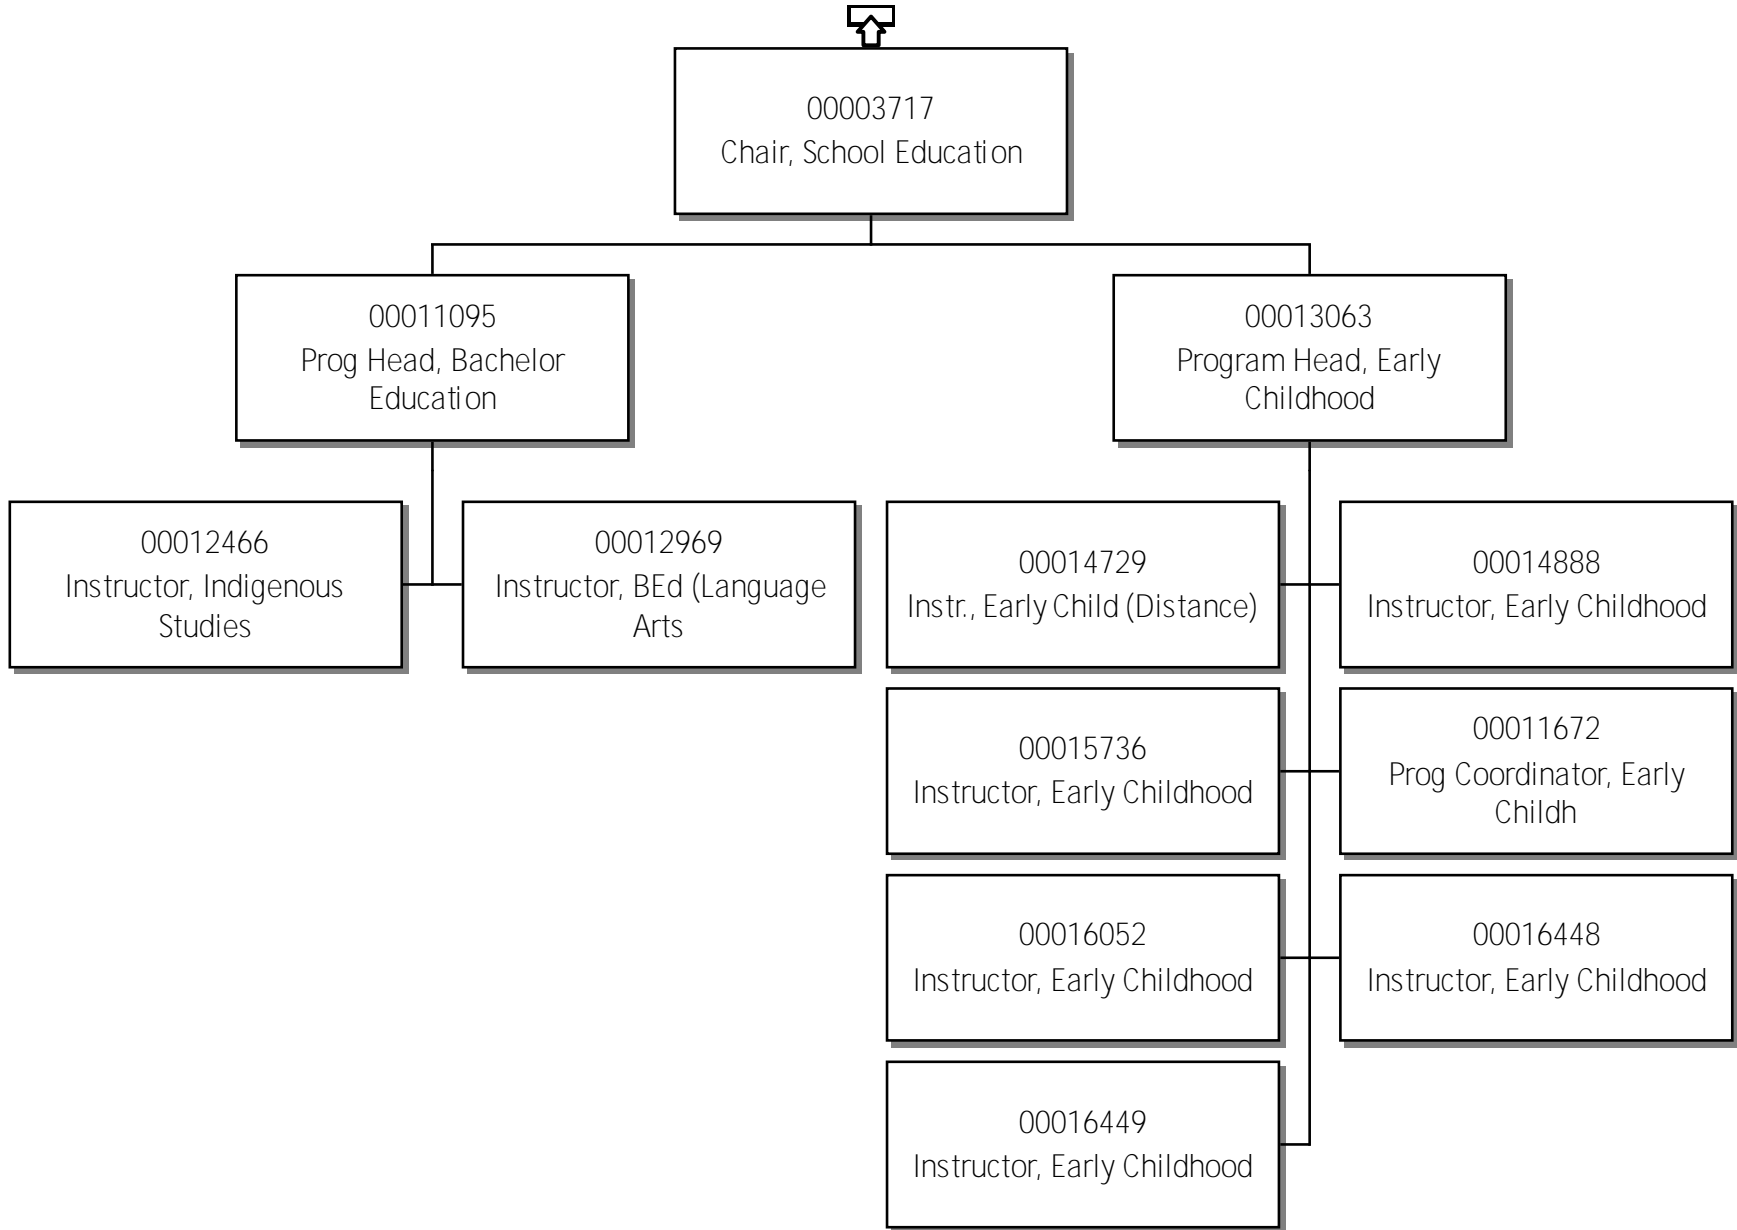 00003717
Chair, School Education
00011095
Prog Head, Bachelor
Education
00013063
Program Head, Early
Childhood
00012466
Instructor, Indigenous
Studies
00012969
Instructor, BEd (Language
Arts
00014729
Instr., Early Child (Distance)
00014888
Instructor, Early Childhood
00015736
Instructor, Early Childhood
00011672
Prog Coordinator, Early
Childh
00016052
Instructor, Early Childhood
00016448
Instructor, Early Childhood
00016449
Instructor, Early Childhood